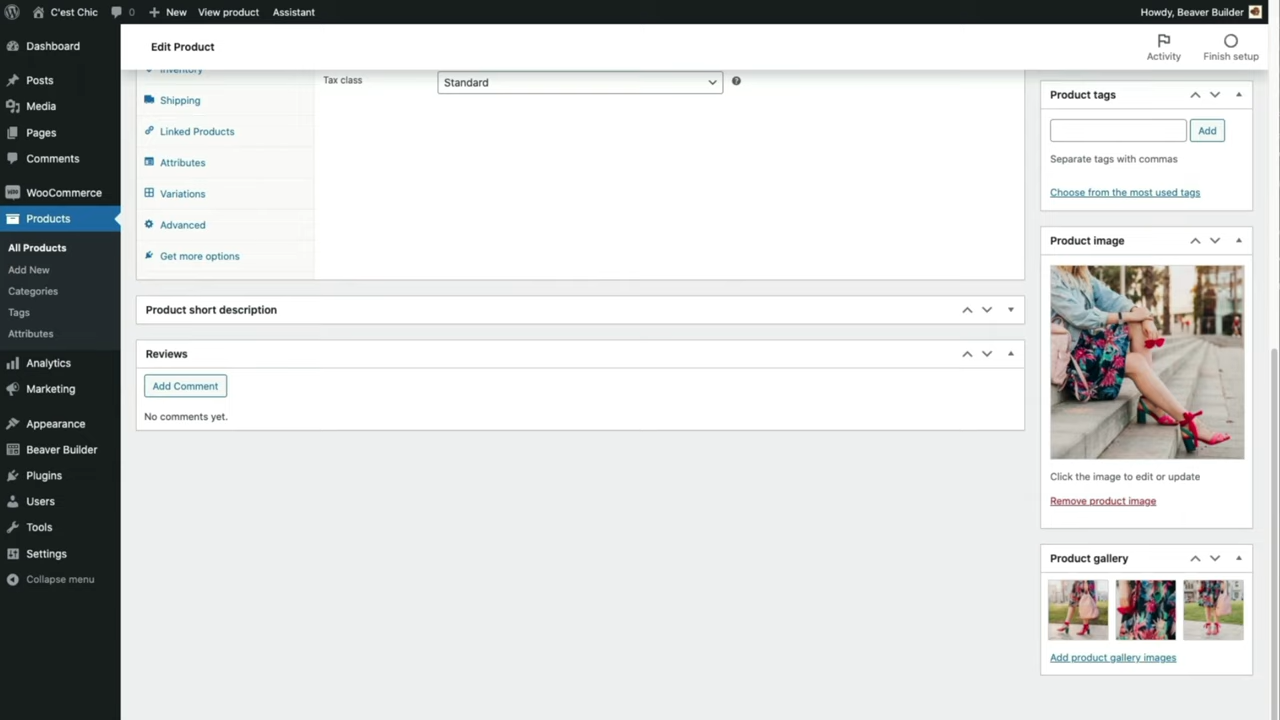 C'est Chic
0
New
View product
Assistant
Howdy, Beaver Builder
Dashboard
Posts
Media
Pages
Comments
WooCommerce
Products
All Products
Add New
Categories
Tags
Attributes
Analytics
Marketing
Appearance
Beaver Builder
Plugins
Users
Tools
Settings
Collapse menu
Edit Product
Activity
Finish setup
Inventory
Shipping
Linked Products
Attributes
Variations
Advanced
Get more options
Tax class
Standard
Product short description
Reviews
Add Comment
No comments yet.
Product tags
Add
Separate tags with commas
Choose from the most used tags
Product image
Click the image to edit or update
Remove product image
Product gallery
Add product gallery images